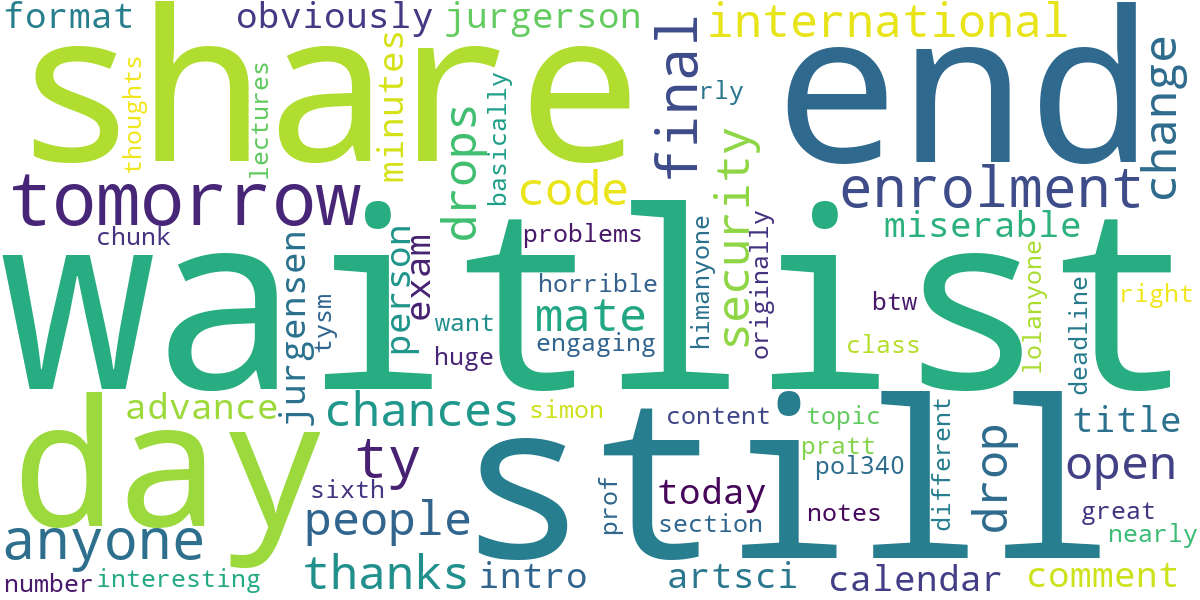 format
obviously
jurgerson
international
share
end
thoughts
lectures
minutes
basically
drops
final
rly
change
tomorrow
code
security
enrolment
miserable
chunk
problems
waitlist
jurgensen
tysm
person
exam
want
huge
horrible
mate
engaging
himanyone
originally
btw
class
lolanyone
deadline
right
day
advance
chances
simon
content
topic
title
still
ty
pratt
pol340
different
drop
open
sixth
people
prof
today
section
notes
great
nearly
anyone
number
interesting
thanks
intro
artsci
calendar
comment